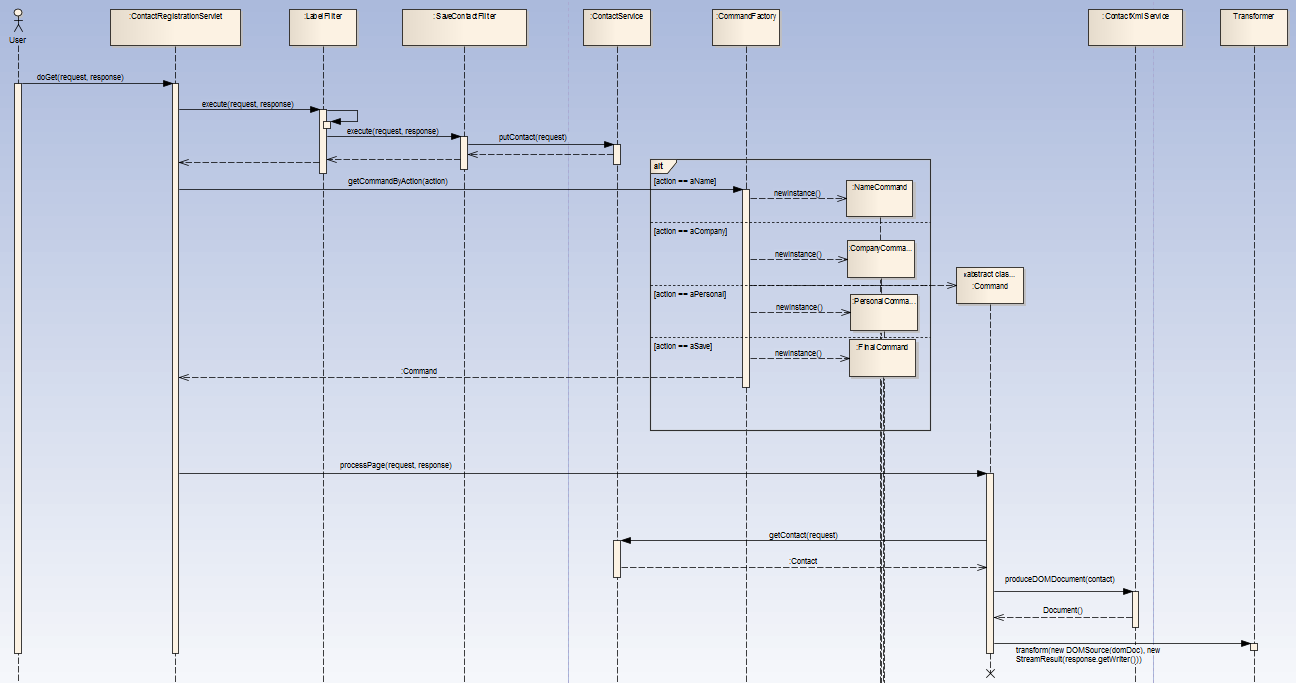 :ContactRegistrationServlet
:LabelFilter
:SaveContactFilter
:ContactService
:CommandFactory
:ContactXmlService
Transformer
User
doGet(request, response)
execute(request, response)
execute(request, response)
putContact(request)
alt
getCommandByAction(action)
[action == aName]
newInstance()
:NameCommand
[action == aCompany]
newInstance()
:CompanyComma...
«abstract clas...
:Command
[action == aPersonal]
newInstance()
:PersonalComma...
[action == aSave]
newInstance()
:FinalCommand
:Command
processPage(request, response)
getContact(request)
:Contact
produceDOMDocument(contact)
Document()
transform(new DOMSource(domDoc), new
StreamResult(response.getWriter()))